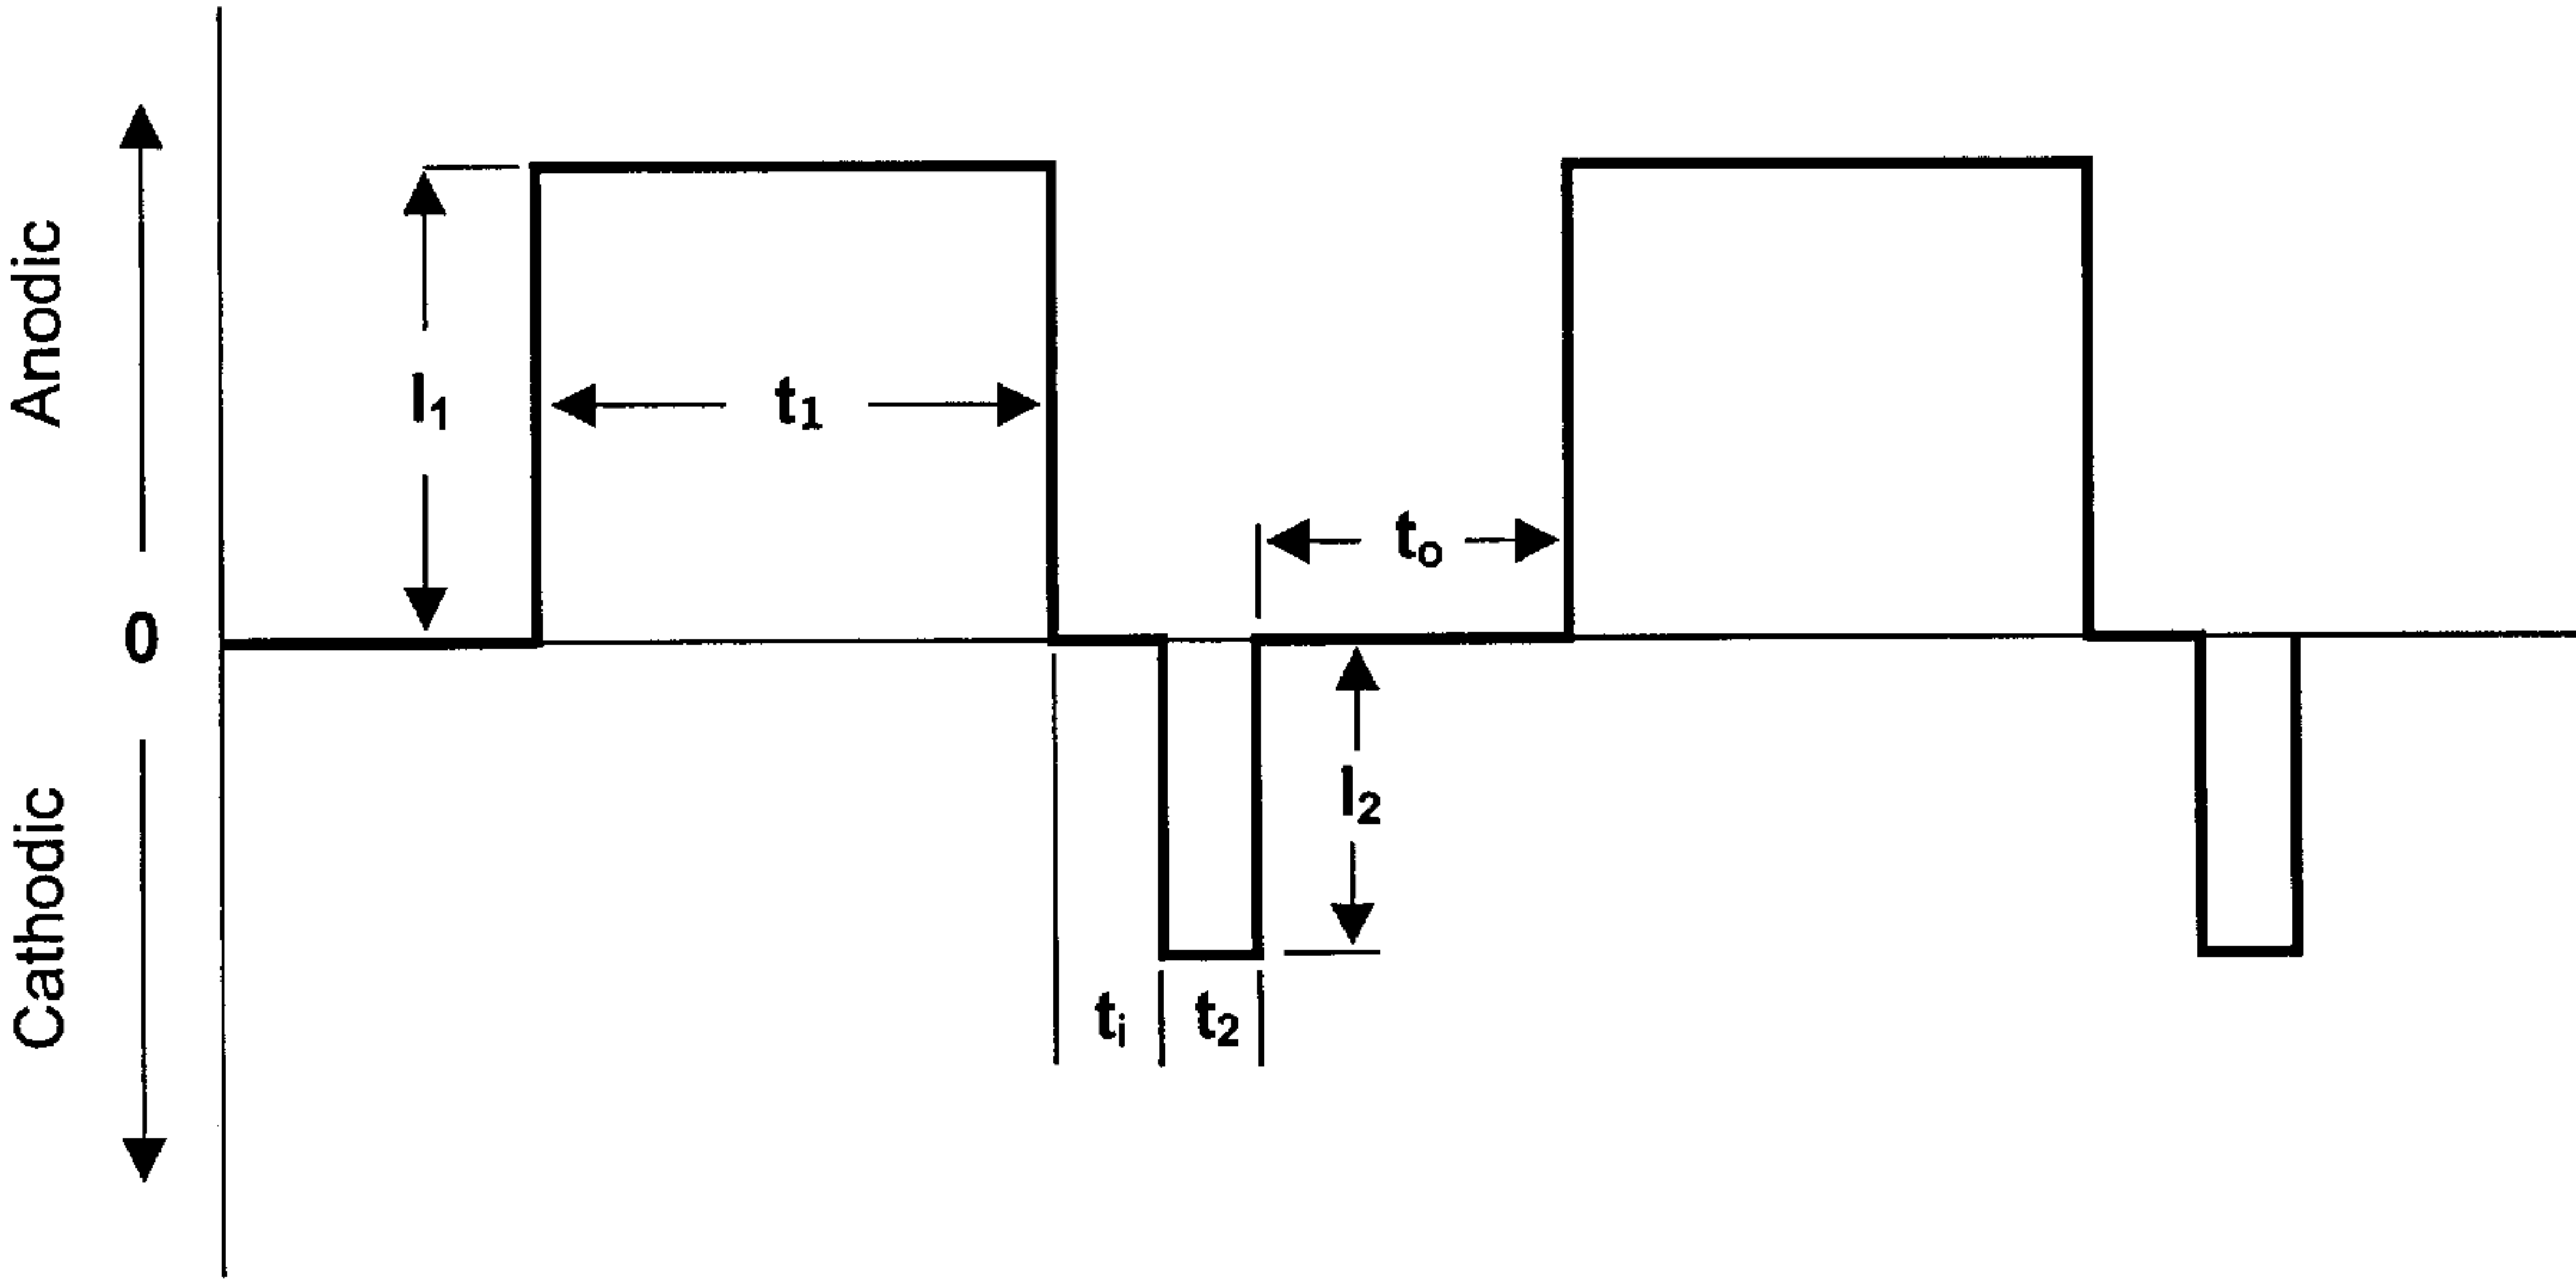 Anodic
0
Cathodic
I₁
t₁
tₒ
I₂
tᵢ
t₂